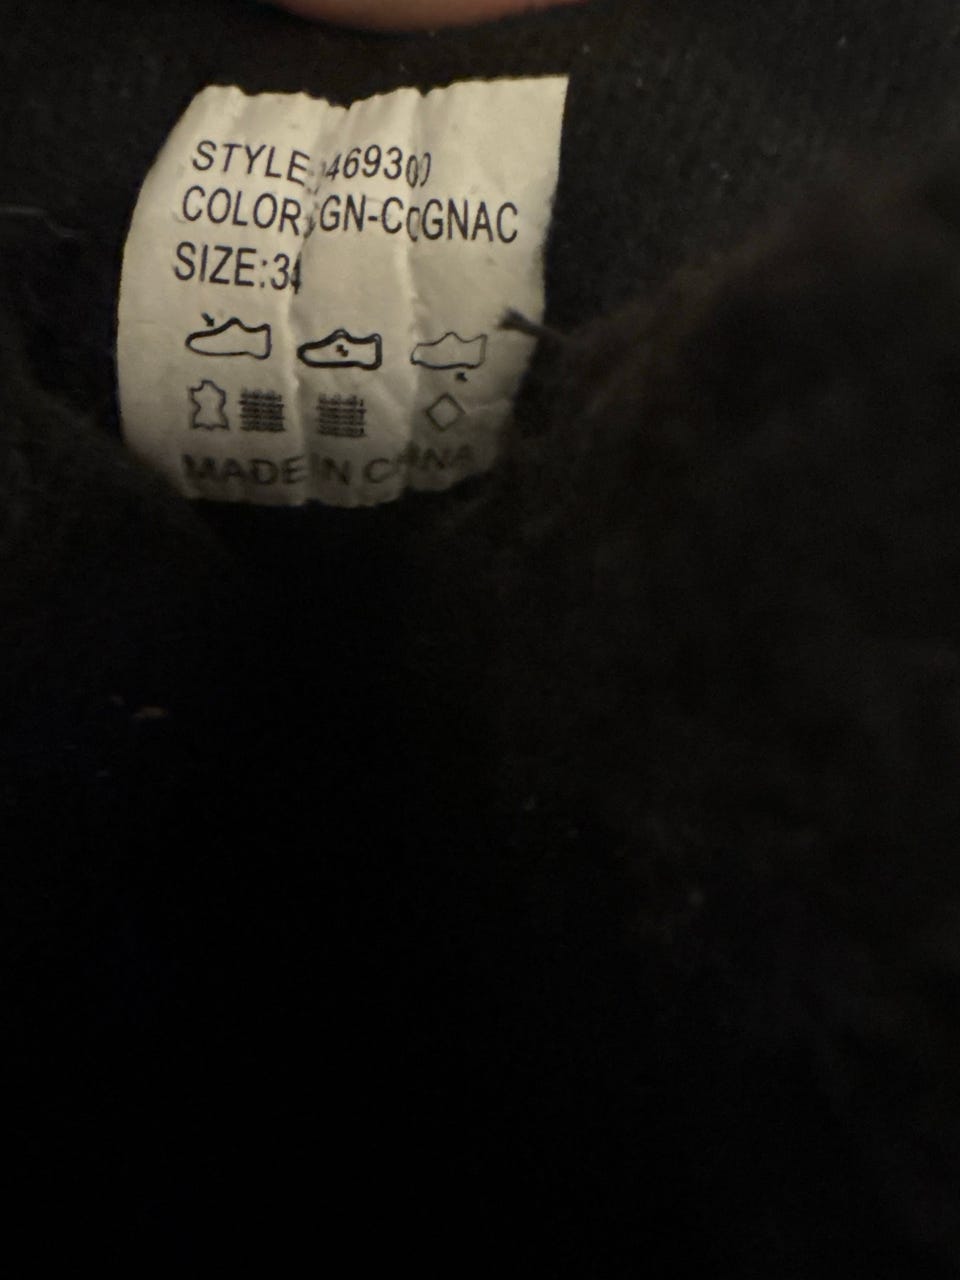 STYLE:469300
COLOR:GN-COGNAC
SIZE:34
MADE IN CHINA